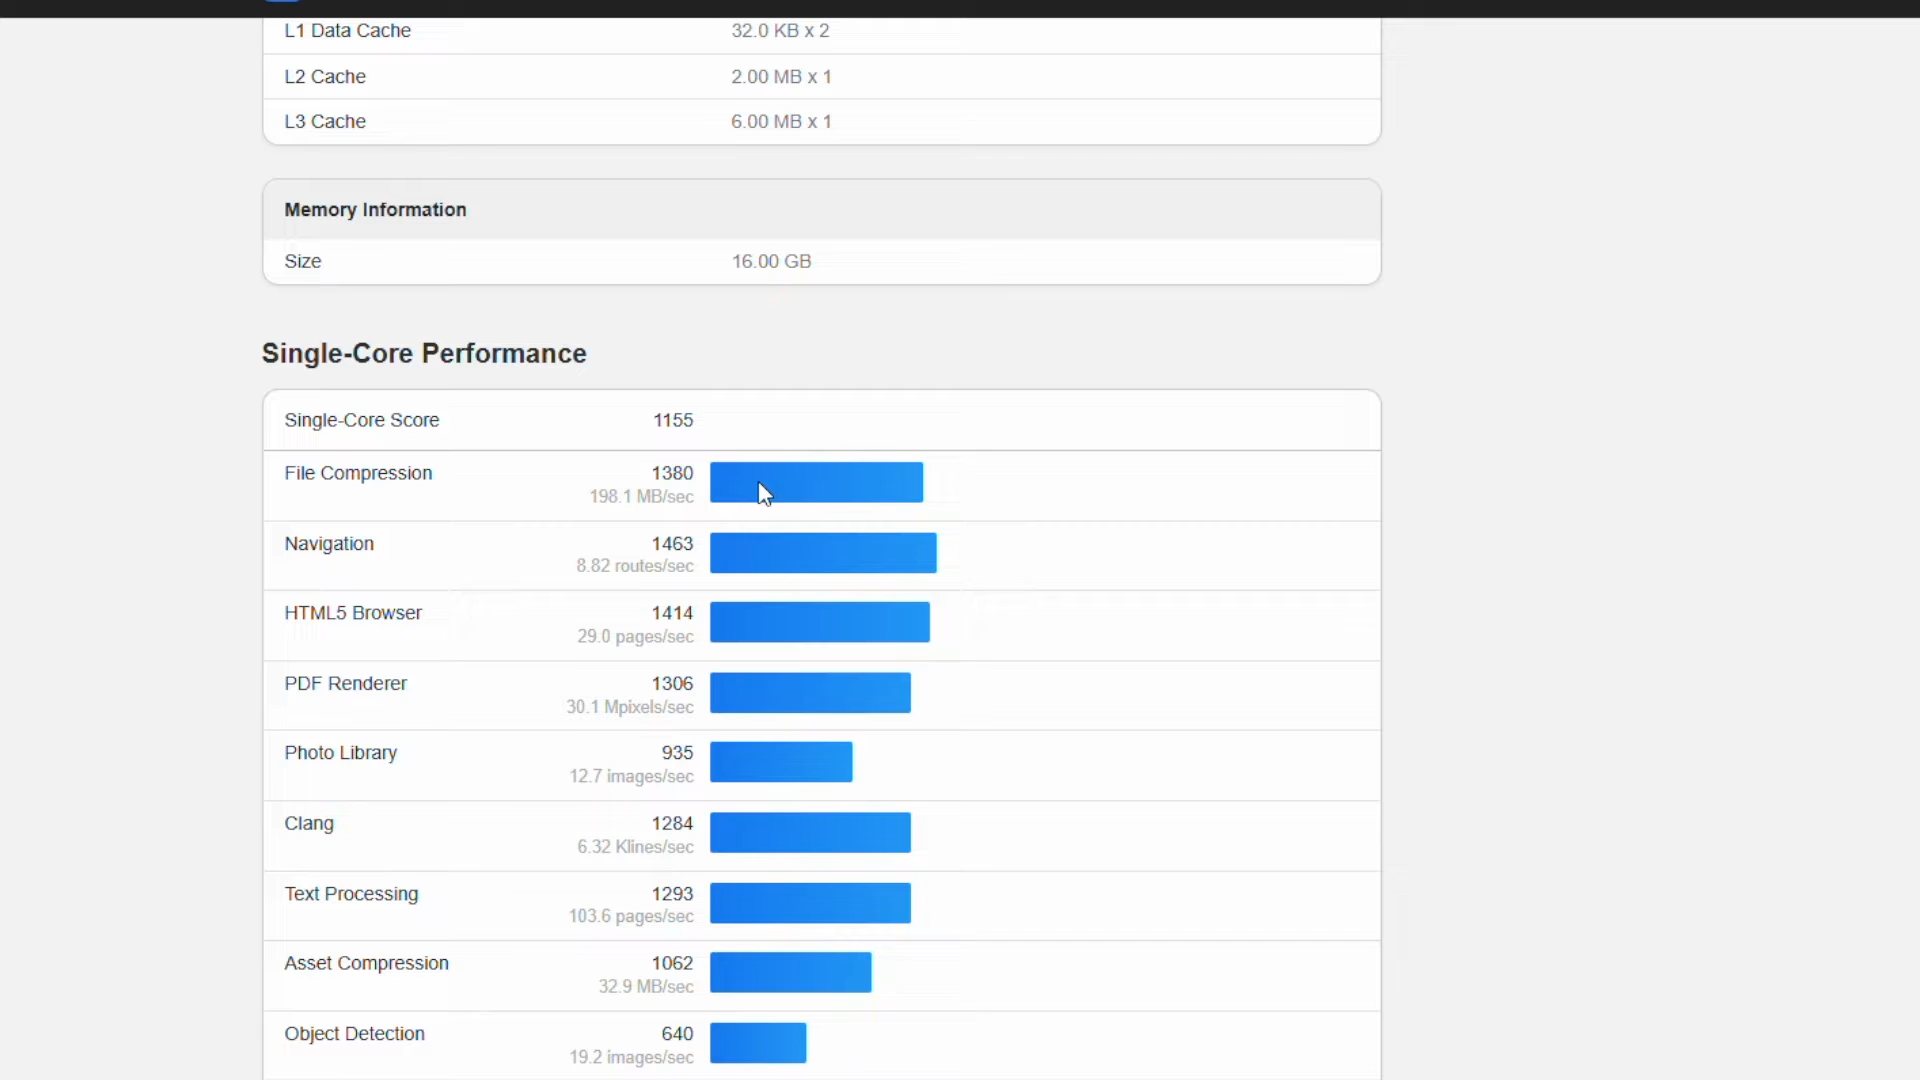 L1 Data Cache 32.0 KB x 2
L2 Cache 2.00 MB x 1
L3 Cache 6.00 MB x 1
Memory Information
Size 16.00 GB
Single-Core Performance
Single-Core Score 1155
File Compression 1380
198.1 MB/sec
Navigation 1463
8.82 routes/sec
HTML5 Browser 1414
29.0 pages/sec
PDF Renderer 1306
30.1 Mpixels/sec
Photo Library 935
12.7 images/sec
Clang 1284
6.32 Klines/sec
Text Processing 1293
103.6 pages/sec
Asset Compression 1062
32.9 MB/sec
Object Detection 640
19.2 images/sec